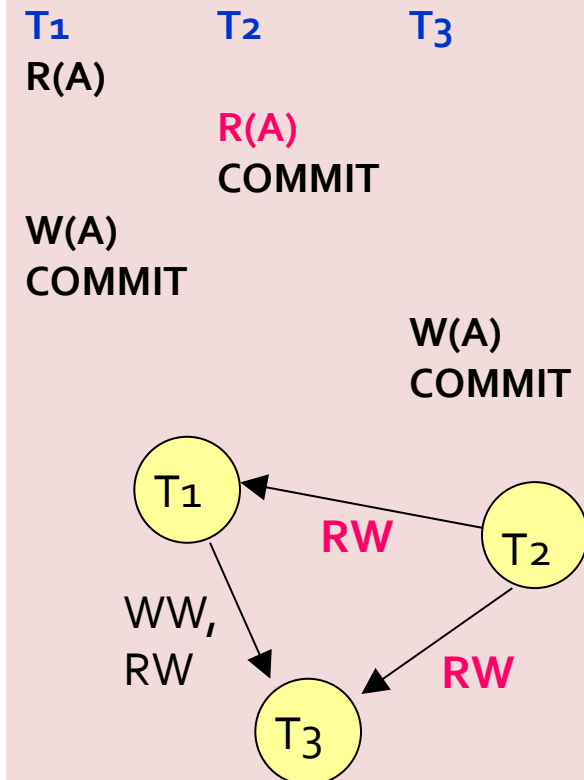 T1 T2 T3
R(A)
R(A)
COMMIT
W(A)
COMMIT
W(A)
COMMIT
T1
RW
T2
WW,
RW
RW
T3